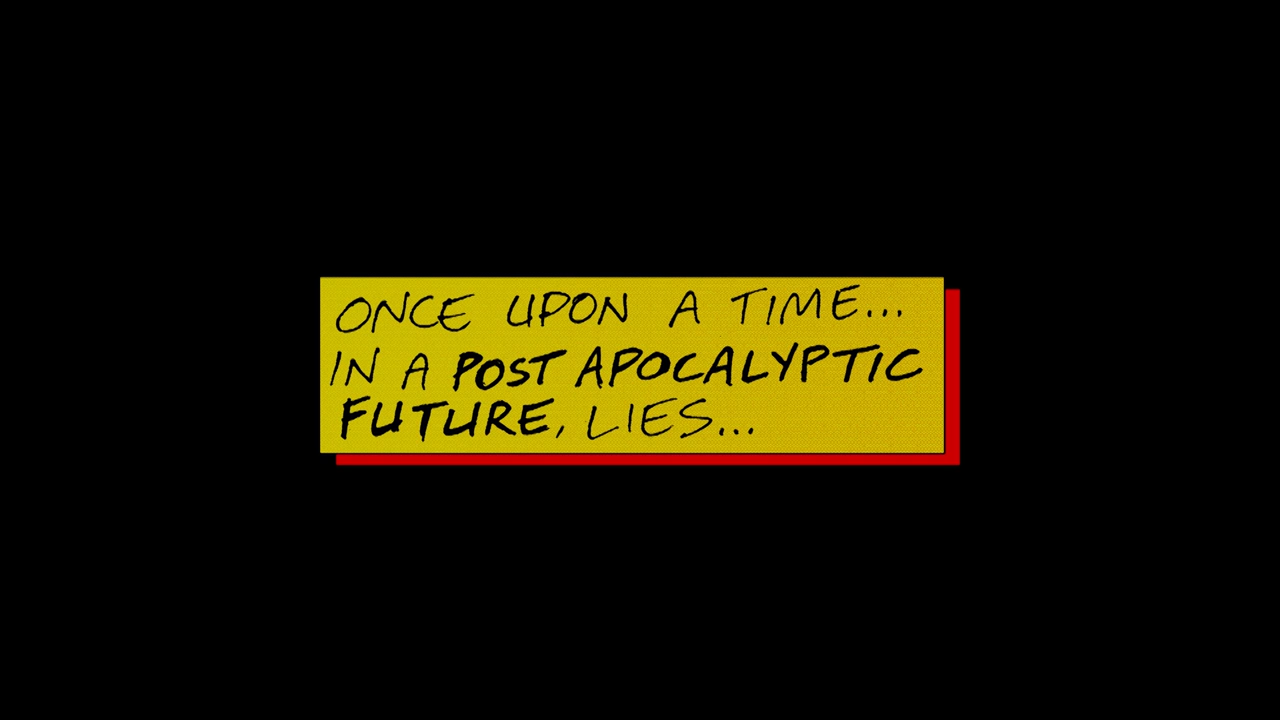 ONCE UPON A TIME...
IN A POST APOCALYPTIC
FUTURE, LIES...